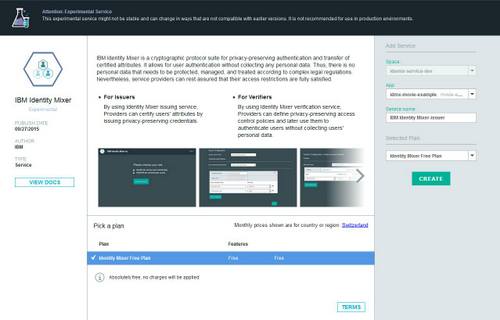 Attention: Experimental Service
This experimental service might not be stable and can change in ways that are not compatible with earlier versions. It is not recommended for use in production environments.
IBM Identity Mixer
Experimental
PUBLISH DATE
08/27/2015
AUTHOR
IBM
TYPE
Service
VIEW DOCS
IBM Identity Mixer is a cryptographic protocol suite for privacy-preserving authentication and transfer of
certified attributes. It allows for user authentication without collecting any personal data. Thus, there is no
personal data that needs to be protected, managed, and treated according to complex legal regulations.
Nevertheless, service providers can rest assured that their access restrictions are fully satisfied.
For Issuers
By using Identity Mixer issuing service,
Providers can certify users' attributes by
issuing privacy-preserving credentials.
For Verifiers
By using Identity Mixer verification service,
Providers can define privacy-preserving access
control policies and later use them to
authenticate users without collecting users'
personal data.
Pick a plan
Monthly prices shown are for country or region: Switzerland
Plan Features
Identity Mixer Free Plan Free Free
Absolutely free, no charges will be applied
TERMS
Add Service
Space:
identity-service-dev
App:
Service name:
IBM Identity Mixer-issuer
Selected Plan:
Identity Mixer Free Plan
CREATE